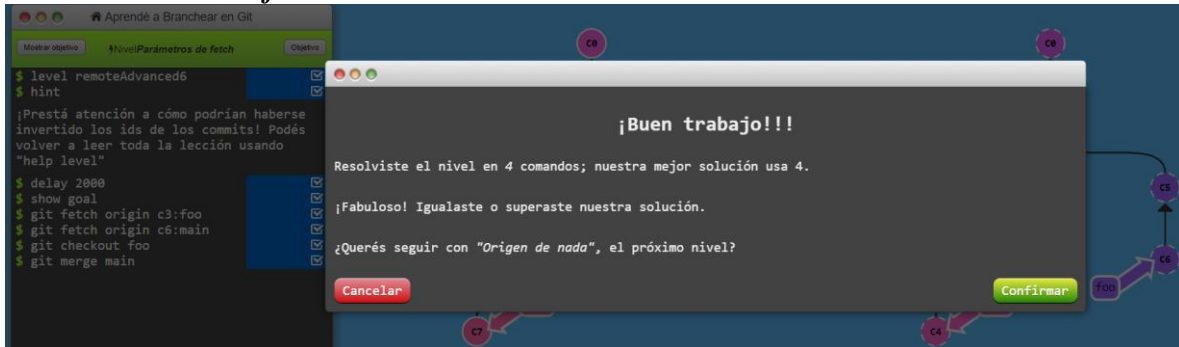 Aprendé a Branchear en Git
Mostrar objetivo
NivelParámetros de fetch
Objetivo
$ level remoteAdvanced6
$ hint
¡Prestá atención a cómo podrían haberse
invertido los ids de los commits! Podés
volver a leer toda la lección usando
"help level"
$ delay 2000
$ show goal
$ git fetch origin c3:foo
$ git fetch origin c6:main
$ git checkout foo
$ git merge main
C0
C0
¡Buen trabajo!!!
Resolviste el nivel en 4 comandos; nuestra mejor solución usa 4.
¡Fabuloso! Igualaste o superaste nuestra solución.
¿Querés seguir con "Origen de nada", el próximo nivel?
Cancelar
Confirmar
C5
C6
foo
C7
C4